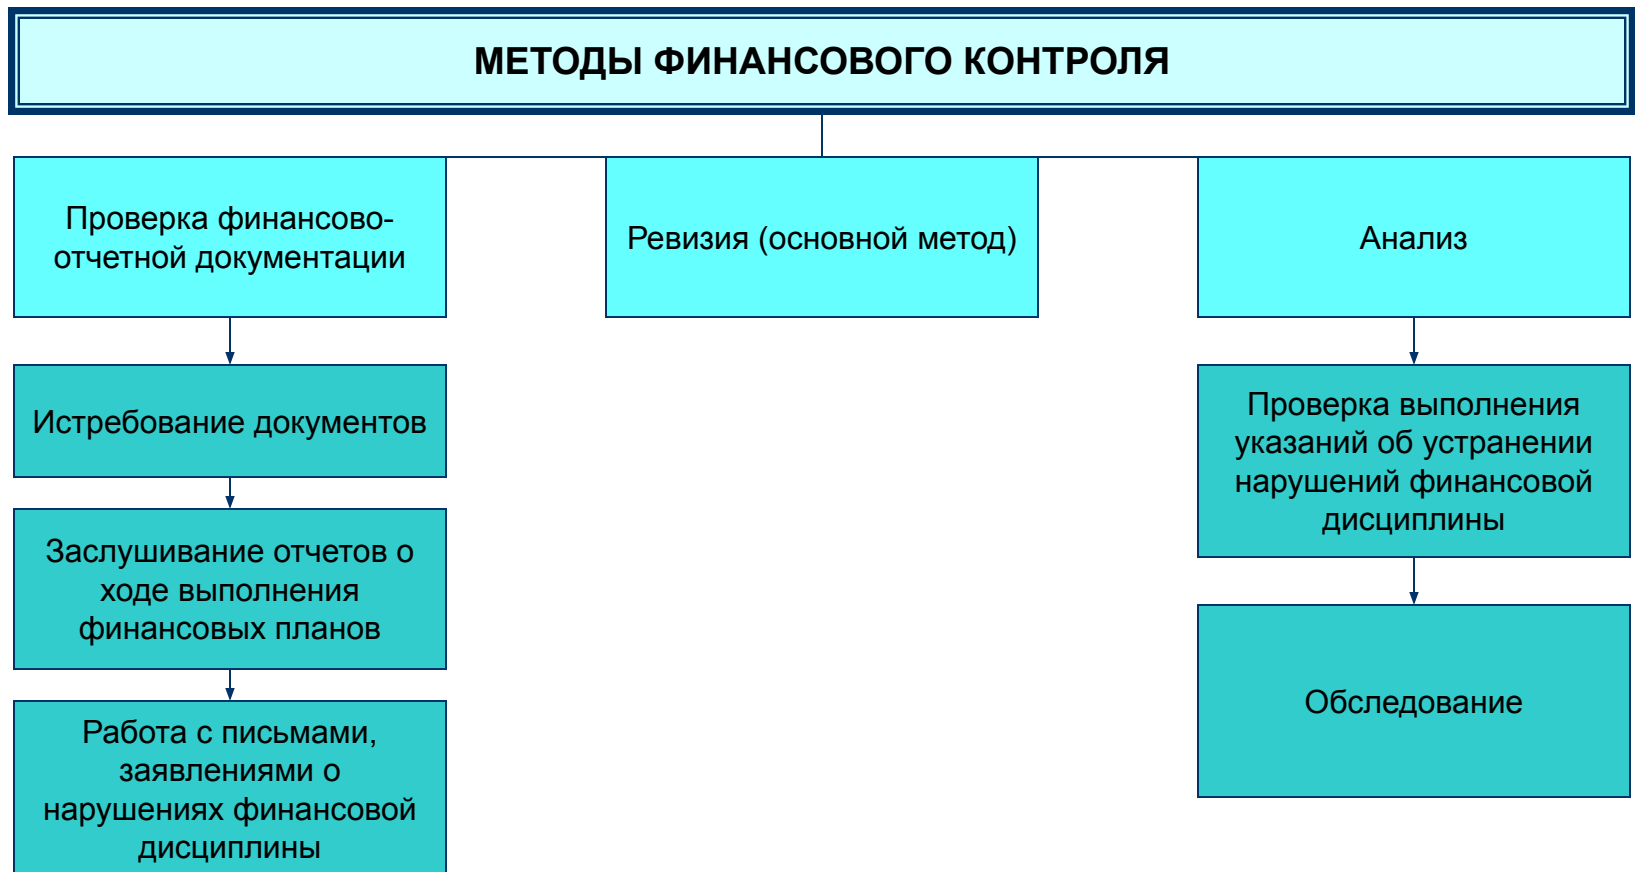 МЕТОДЫ ФИНАНСОВОГО КОНТРОЛЯ
Проверка финансово-
отчетной документации
Ревизия (основной метод)
Анализ
Истребование документов
Заслушивание отчетов о
ходе выполнения
финансовых планов
Работа с письмами,
заявлениями о
нарушениях финансовой
дисциплины
Проверка выполнения
указаний об устранении
нарушений финансовой
дисциплины
Обследование